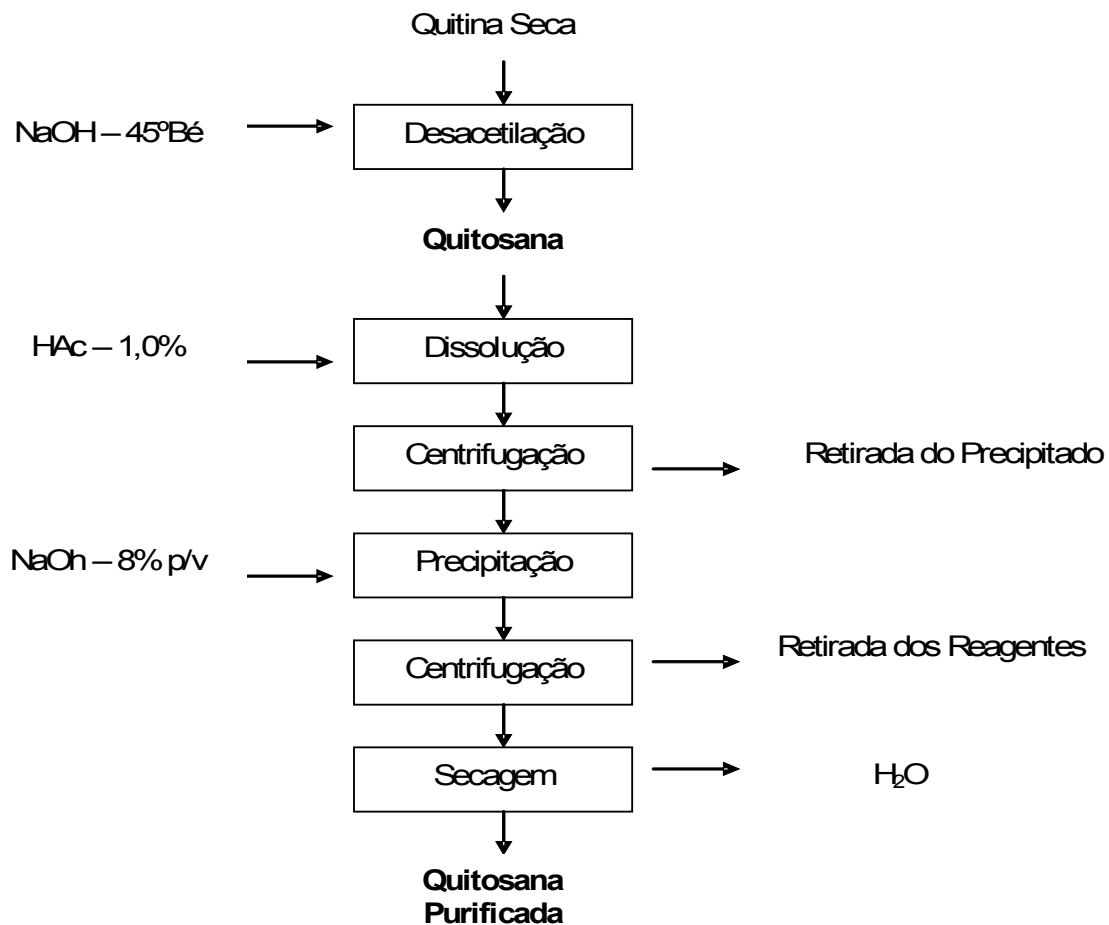 Quitina Seca
NaOH – 45ºBé
Desacetilação
Quitosana
HAc – 1,0%
Dissolução
Centrifugação
Retirada do Precipitado
NaOh – 8% p/v
Precipitação
Centrifugação
Retirada dos Reagentes
Secagem
H₂O
Quitosana
Purificada